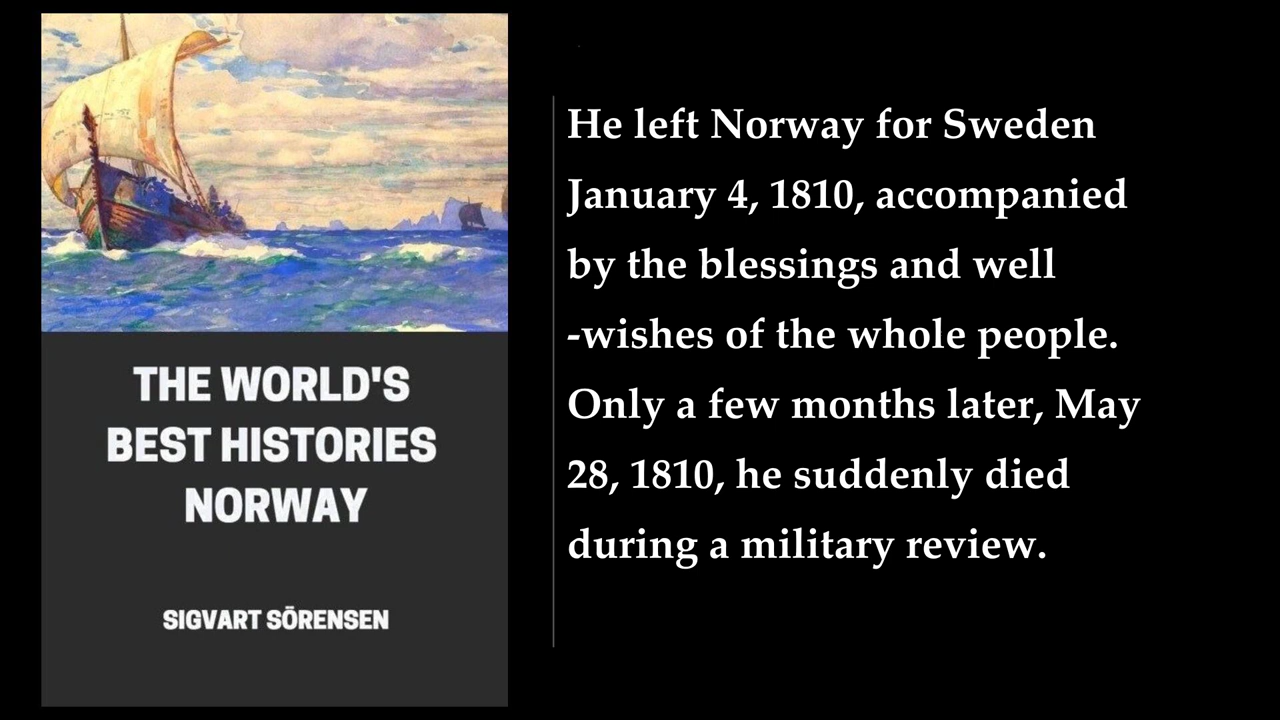 THE WORLD'S
BEST HISTORIES
NORWAY
SIGVART SÖRENSEN
He left Norway for Sweden
January 4, 1810, accompanied
by the blessings and well
-wishes of the whole people.
Only a few months later, May
28, 1810, he suddenly died
during a military review.